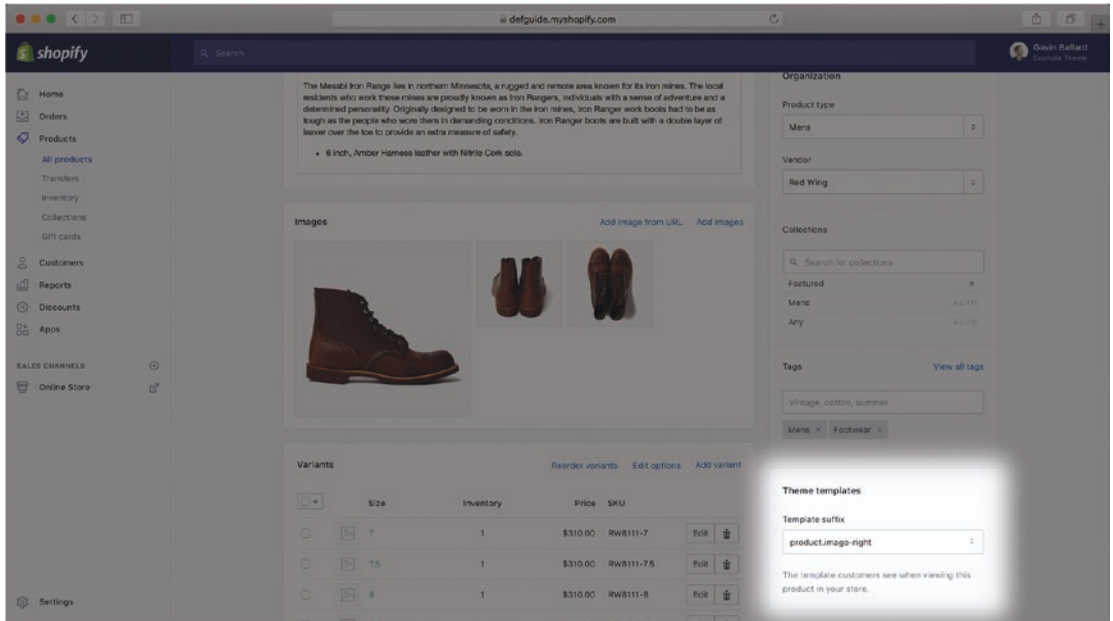 defguide.myshopify.com
shopify
Search
Gavin Ballard
Example Theme
Home
Orders
Products
All products
Transfers
Inventory
Collections
Gift cards
Customers
Reports
Discounts
Apps
SALES CHANNELS
Online Store
Settings
The Mesabi Iron Range lies in northern Minnesota, a rugged and remote area known for its iron mines. The local
residents who work these mines are proudly known as Iron Rangers, individuals with a sense of adventure and a
determined personality. Originally designed to be worn in the iron mines, Iron Ranger work boots had to be as
tough as the people who wore them in demanding conditions. Iron Ranger boots are built with a double layer of
leaver over the toe to provide an extra measure of safety.
• 6 inch, Amber Harness leather with Nitrile Cork sole.
Images
Add image from URL
Add images
Variants
Reorder variants
Edit options
Add variant
Size Inventory Price SKU
7 1 $310.00 RW8111-7 Edit
7.5 1 $310.00 RW8111-7.5 Edit
8 1 $310.00 RW8111-8 Edit
Organization
Product type
Mens
Vendor
Red Wing
Collections
Search for collections
Featured ×
Mens AUTO
Any AUTO
Tags
View all tags
Vintage, cotton, summer
Mens × Footwear ×
Theme templates
Template suffix
product.image-right
The template customers see when viewing this
product in your store.